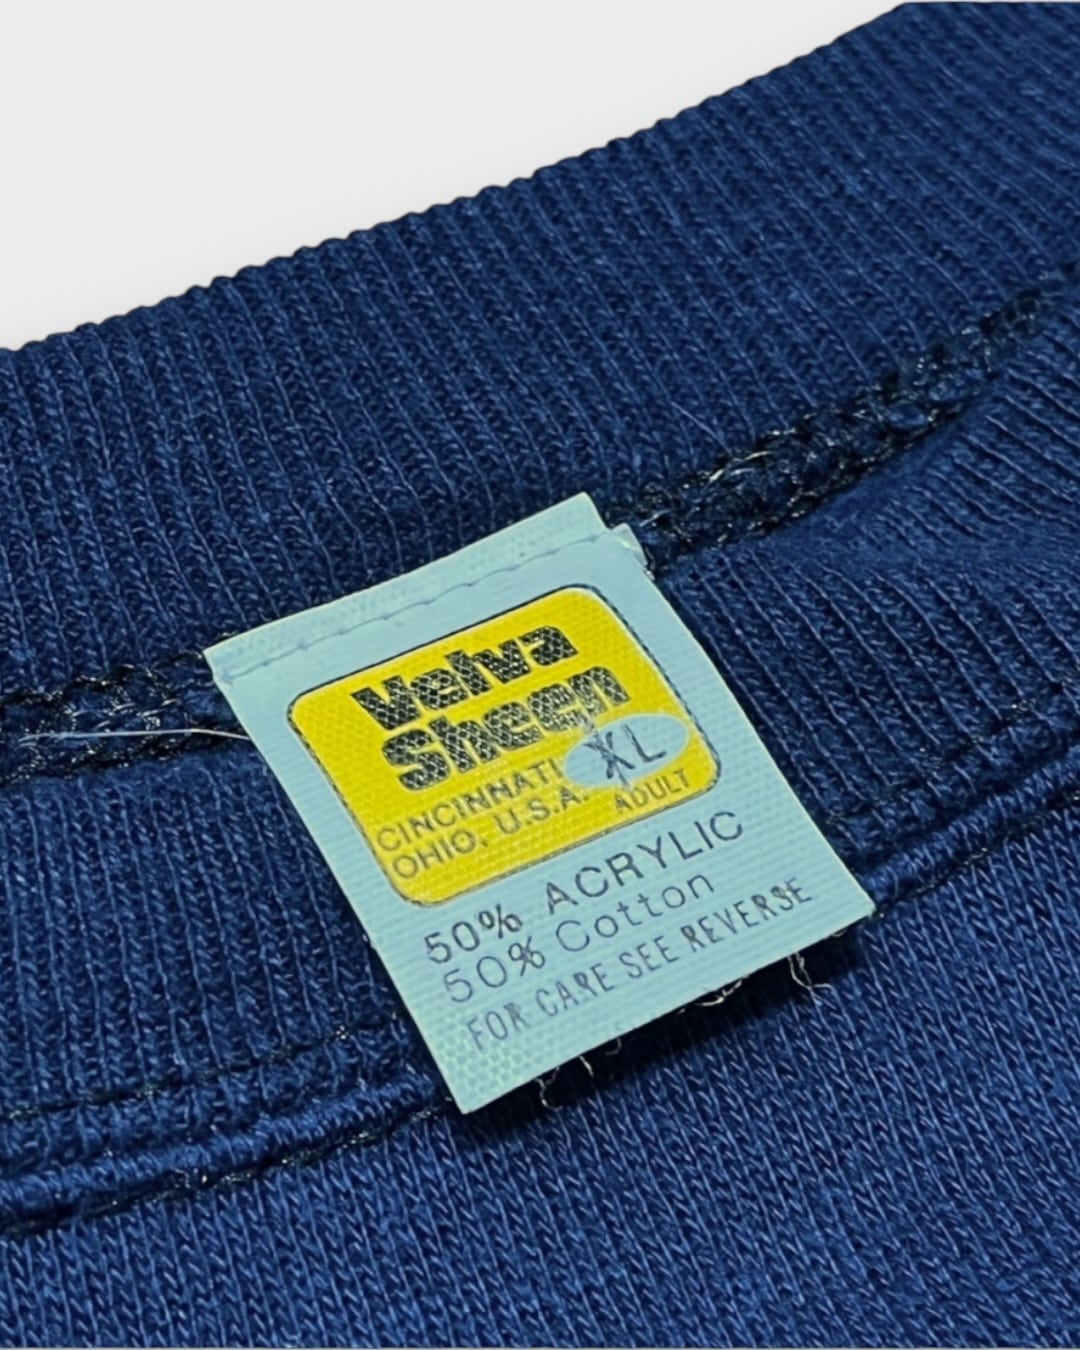 Velva
Sheen
XL
CINCINNATI
OHIO, U.S.A.
ADULT
50% ACRYLIC
50% Cotton
FOR CARE SEE REVERSE